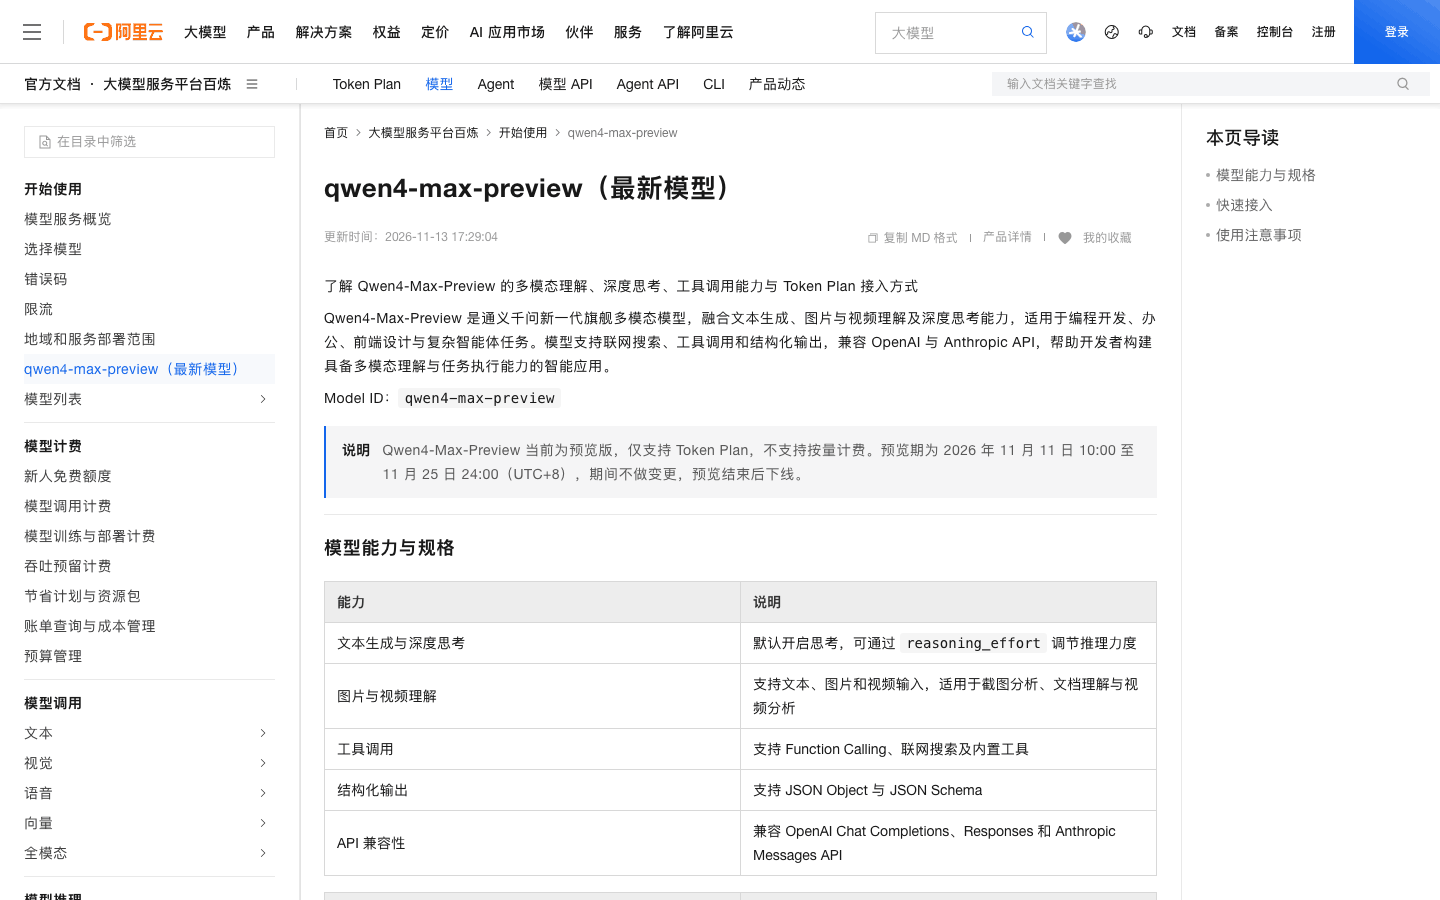 阿里云 大模型 产品 解决方案 权益 定价 AI 应用市场 伙伴 服务 了解阿里云 大模型 文档 备案 控制台 注册 登录
官方文档 · 大模型服务平台百炼 Token Plan 模型 Agent 模型 API Agent API CLI 产品动态 输入文档关键字查找
在目录中筛选
开始使用
模型服务概览
选择模型
错误码
限流
地域和服务部署范围
qwen4-max-preview（最新模型）
模型列表
模型计费
新人免费额度
模型调用计费
模型训练与部署计费
吞吐预留计费
节省计划与资源包
账单查询与成本管理
预算管理
模型调用
文本
视觉
语音
向量
全模态
模型推理
首页 > 大模型服务平台百炼 > 开始使用 > qwen4-max-preview
qwen4-max-preview（最新模型）
更新时间：2026-11-13 17:29:04
复制 MD 格式 产品详情 我的收藏
了解 Qwen4-Max-Preview 的多模态理解、深度思考、工具调用能力与 Token Plan 接入方式
Qwen4-Max-Preview 是通义千问新一代旗舰多模态模型，融合文本生成、图片与视频理解及深度思考能力，适用于编程开发、办
公、前端设计与复杂智能体任务。模型支持联网搜索、工具调用和结构化输出，兼容 OpenAI 与 Anthropic API，帮助开发者构建
具备多模态理解与任务执行能力的智能应用。
Model ID： qwen4-max-preview
说明 Qwen4-Max-Preview 当前为预览版，仅支持 Token Plan，不支持按量计费。预览期为 2026 年 11 月 11 日 10:00 至
11 月 25 日 24:00（UTC+8），期间不做变更，预览结束后下线。
模型能力与规格
能力 说明
文本生成与深度思考 默认开启思考，可通过 reasoning_effort 调节推理力度
图片与视频理解 支持文本、图片和视频输入，适用于截图分析、文档理解与视
频分析
工具调用 支持 Function Calling、联网搜索及内置工具
结构化输出 支持 JSON Object 与 JSON Schema
API 兼容性 兼容 OpenAI Chat Completions、Responses 和 Anthropic
Messages API
本页导读
模型能力与规格
快速接入
使用注意事项